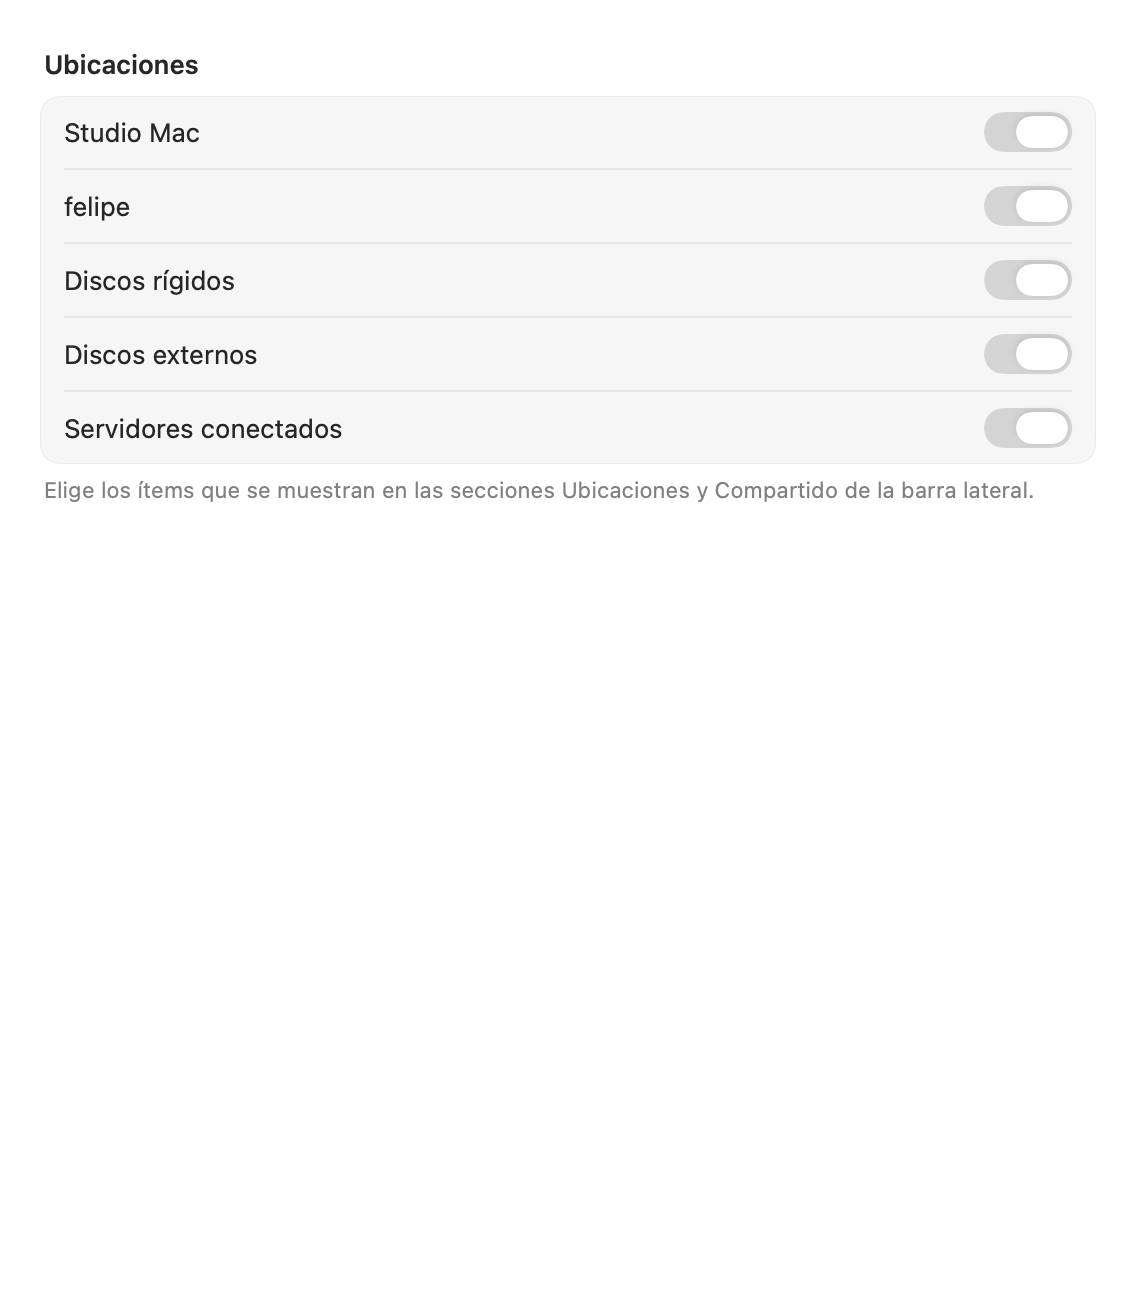 Ubicaciones
Studio Mac
felipe
Discos rígidos
Discos externos
Servidores conectados
Elige los ítems que se muestran en las secciones Ubicaciones y Compartido de la barra lateral.